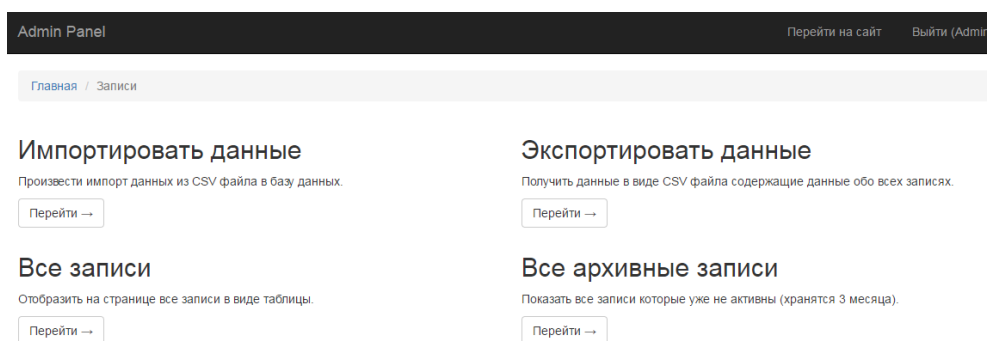 Admin Panel Перейти на сайт Выйти (Admin
Главная / Записи
Импортировать данные
Произвести импорт данных из CSV файла в базу данных.
Перейти →
Экспортировать данные
Получить данные в виде CSV файла содержащие данные обо всех записях.
Перейти →
Все записи
Отобразить на странице все записи в виде таблицы.
Перейти →
Все архивные записи
Показать все записи которые уже не активны (хранятся 3 месяца).
Перейти →